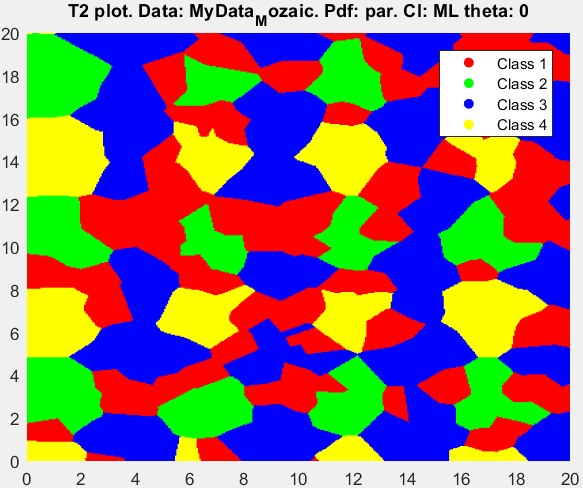 T2 plot. Data: MyData_Mozaic. Pdf: par. Cl: ML theta: 0
20
18
16
14
12
10
8
6
4
2
0
Class 1
Class 2
Class 3
Class 4
0 2 4 6 8 10 12 14 16 18 20